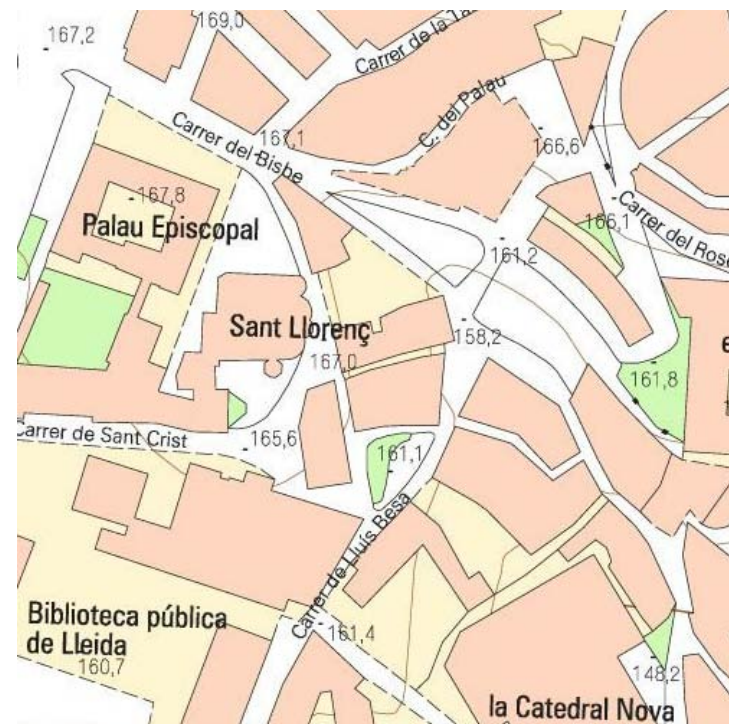 169,0
167,2
Carrer de la
C. del Palau
Carrer del Bisbe
167,1
166,6
167,8
Palau Episcopal
166,1
Carrer del Rose
161,2
Sant Llorenç
158,2
167,0
161,8
e
Carrer de Sant Crist
165,6
161,1
Carrer de Lluís Besa
Biblioteca pública
de Lleida
161,4
160,7
148,2
la Catedral Nova